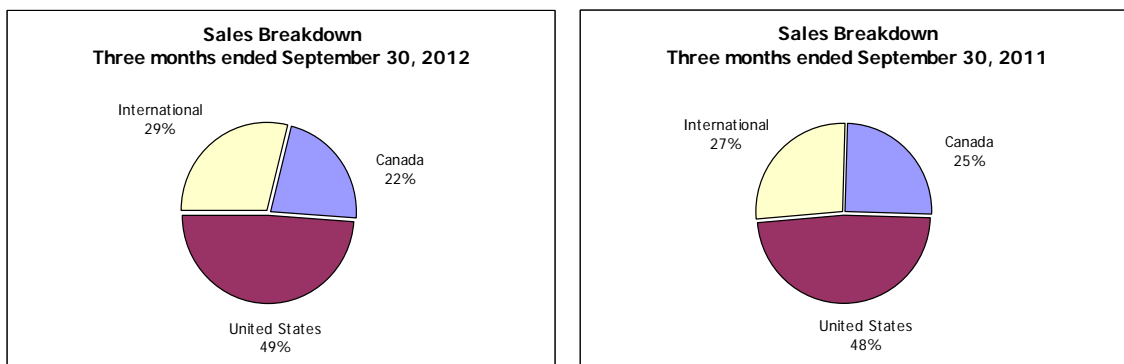 Sales Breakdown
Three months ended September 30, 2012
International
29%
Canada
22%
United States
49%
Sales Breakdown
Three months ended September 30, 2011
International
27%
Canada
25%
United States
48%